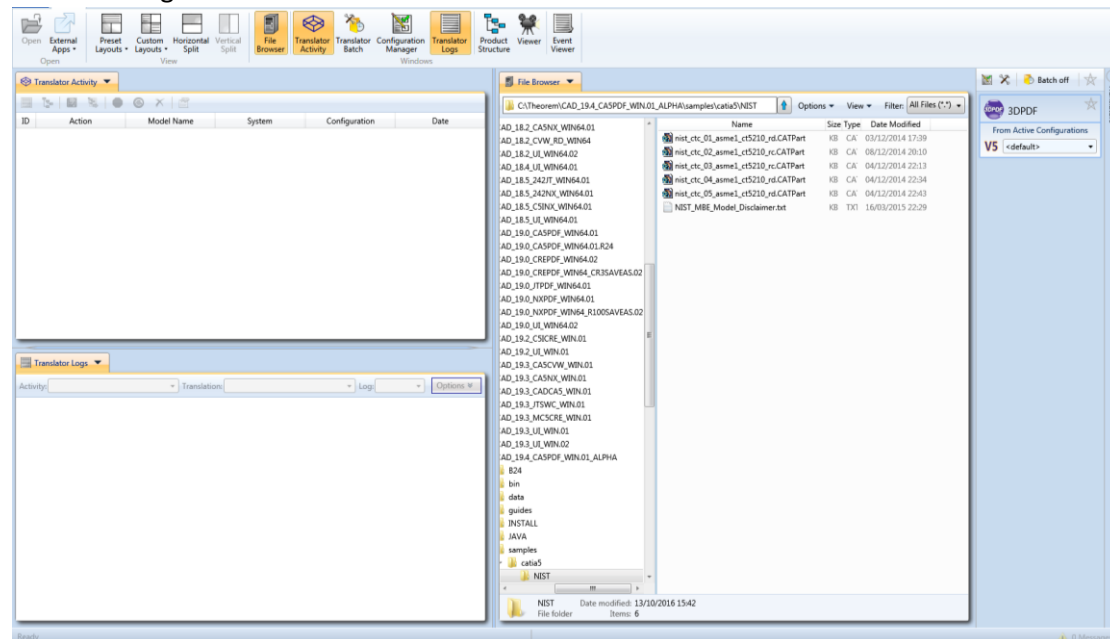 Open External Apps Preset Layouts Custom Layouts Horizontal Split Vertical Split File Browser Translator Activity Translator Batch Configuration Manager Translator Logs Product Structure Viewer Event Viewer
Open View Windows
Translator Activity
ID Action Model Name System Configuration Date
Translator Logs
Activity: Translation: Log: Options
File Browser
C:\Theorem\CAD_19.4_CA5PDF_WIN.01_ALPHA\samples\catia5\NIST Options View Filter: All Files (*.*)
AD_18.2_CA5NX_WIN64.01
AD_18.2_CVW_RD_WIN64
AD_18.2_UI_WIN64.02
AD_18.4_UI_WIN64.01
AD_18.5_242JT_WIN64.01
AD_18.5_242NX_WIN64.01
AD_18.5_CSINX_WIN64.01
AD_18.5_UI_WIN64.01
AD_19.0_CA5PDF_WIN64.01
AD_19.0_CA5PDF_WIN64.01.R24
AD_19.0_CREPDF_WIN64.02
AD_19.0_CREPDF_WIN64_CR3SAVEAS.02
AD_19.0_JTPDF_WIN64.01
AD_19.0_NXPDF_WIN64.01
AD_19.0_NXPDF_WIN64_R100SAVEAS.02
AD_19.0_UI_WIN64.02
AD_19.2_CSICRE_WIN.01
AD_19.2_UI_WIN.01
AD_19.3_CA5CVW_WIN.01
AD_19.3_CA5NX_WIN.01
AD_19.3_CADCA5_WIN.01
AD_19.3_JTSWC_WIN.01
AD_19.3_MC5CRE_WIN.01
AD_19.3_UI_WIN.01
AD_19.3_UI_WIN.02
AD_19.4_CA5PDF_WIN.01_ALPHA
B24
bin
data
guides
INSTALL
JAVA
samples
catia5
NIST
Name Size Type Date Modified
nist_ctc_01_asme1_ct5210_rd.CATPart KB CA 03/12/2014 17:39
nist_ctc_02_asme1_ct5210_rc.CATPart KB CA 08/12/2014 20:10
nist_ctc_03_asme1_ct5210_rc.CATPart KB CA 04/12/2014 22:13
nist_ctc_04_asme1_ct5210_rd.CATPart KB CA 04/12/2014 22:34
nist_ctc_05_asme1_ct5210_rd.CATPart KB CA 04/12/2014 22:43
NIST_MBE_Model_Disclaimer.txt KB TXT 16/03/2015 22:29
NIST Date modified: 13/10/2016 15:42
File folder Items: 6
Batch off
3DPDF 3DPDF
From Active Configurations
V5 <default>
Ready